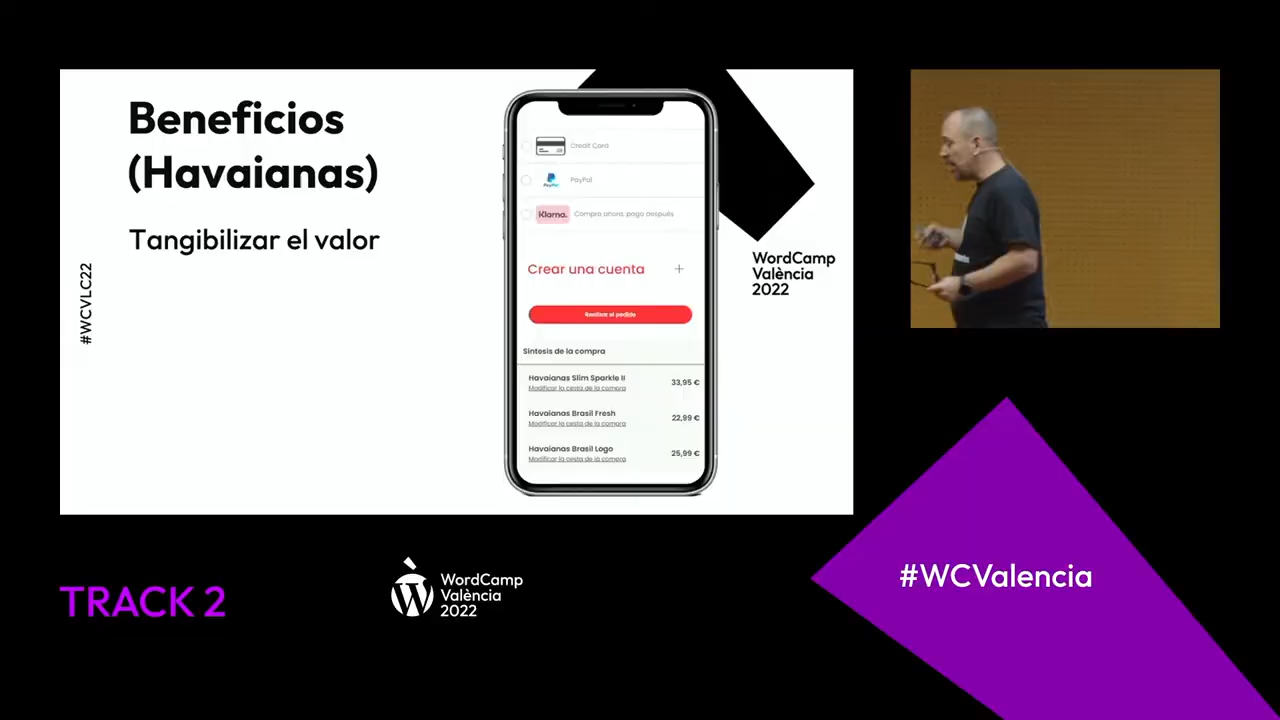 Beneficios
(Havaianas)
Tangibilizar el valor
#WCVLC22
Credit Card
PayPal
PayPal
Klarna.
Compra ahora, paga después
Crear una cuenta +
Realizar el pedido
Síntesis de la compra
Havaianas Slim Sparkle II
33,95 €
Modificar la cesta de la compra
Havaianas Brasil Fresh
22,99 €
Modificar la cesta de la compra
Havaianas Brasil Logo
25,99 €
Modificar la cesta de la compra
WordCamp
València
2022
TRACK 2
WordCamp
València
2022
#WCValencia